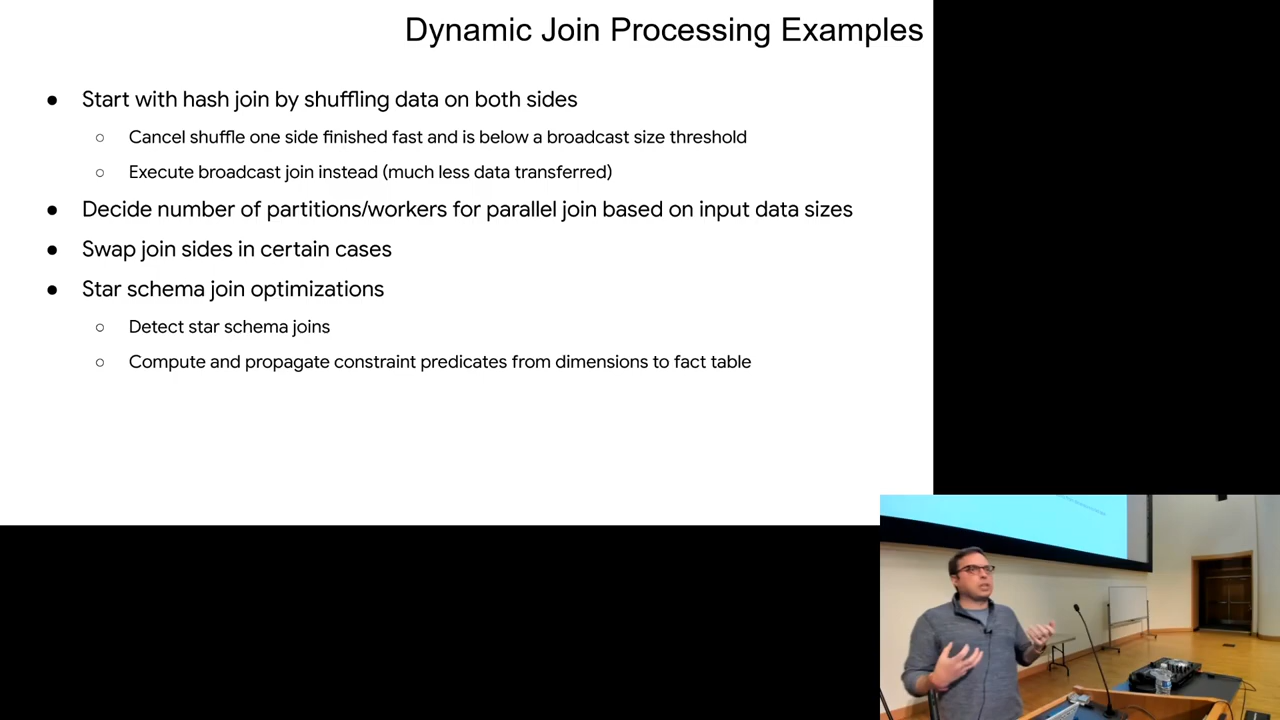 Dynamic Join Processing Examples
● Start with hash join by shuffling data on both sides
○ Cancel shuffle one side finished fast and is below a broadcast size threshold
○ Execute broadcast join instead (much less data transferred)
● Decide number of partitions/workers for parallel join based on input data sizes
● Swap join sides in certain cases
● Star schema join optimizations
○ Detect star schema joins
○ Compute and propagate constraint predicates from dimensions to fact table